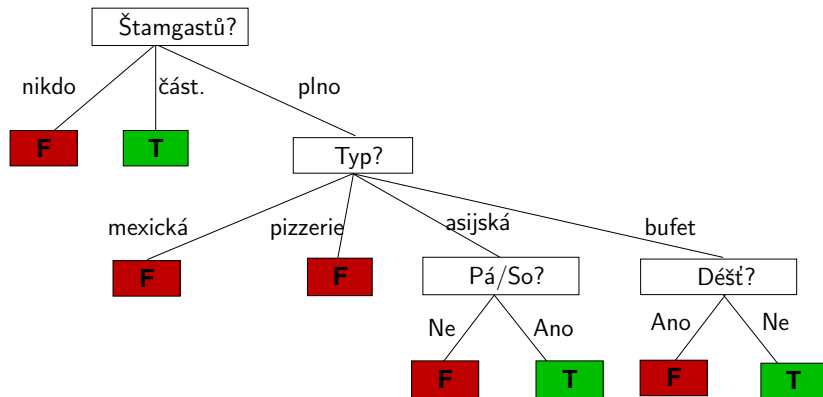 Štamgastů?
nikdo
část.
plno
F
T
Typ?
mexická
pizzerie
asijská
bufet
F
F
Pá/So?
Déšť?
Ne
Ano
Ano
Ne
F
T
F
T